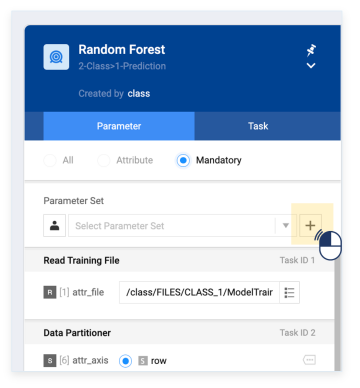 Random Forest
2-Class>1-Prediction
Created by class
Parameter Task
All Attribute Mandatory
Parameter Set
Select Parameter Set
Read Training File Task ID 1
R [1] attr_file /class/FILES/CLASS_1/ModelTrair
Data Partitioner Task ID 2
S [6] attr_axis S row